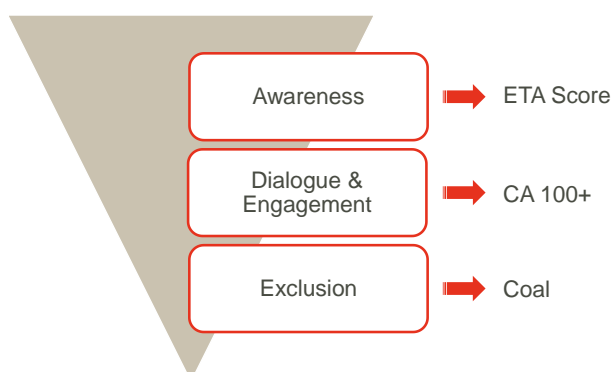 Awareness
ETA Score
Dialogue &
Engagement
CA 100+
Exclusion
Coal